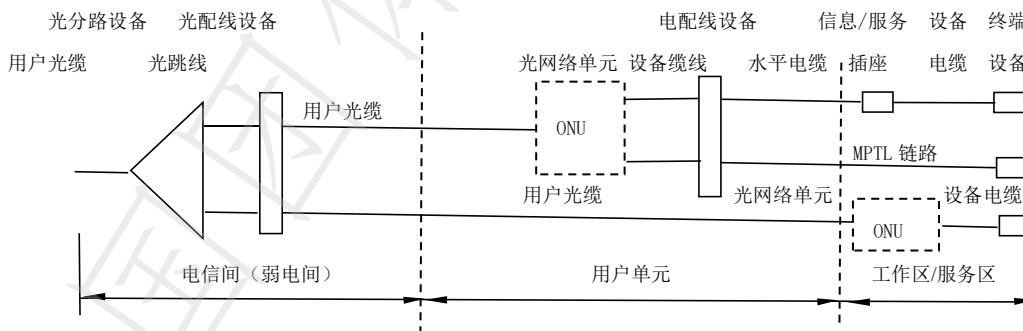 光分路设备 光配线设备 电配线设备 信息/服务 设备 终端
用户光缆 光跳线 光网络单元 设备缆线 水平电缆 插座 电缆 设备
用户光缆
ONU
MPTL 链路
用户光缆 光网络单元 设备电缆
ONU
电信间（弱电间） 用户单元 工作区/服务区